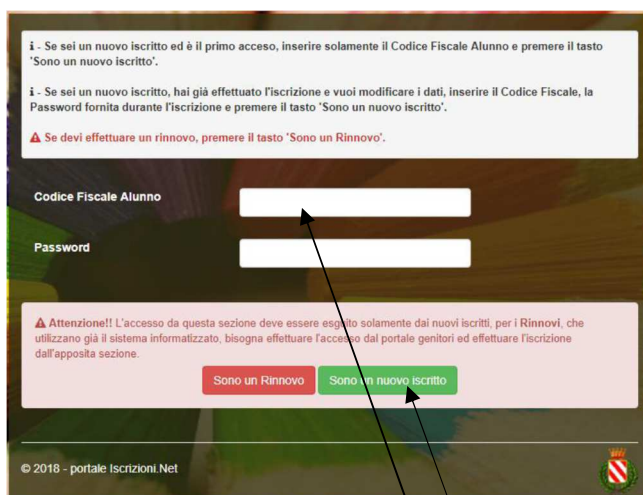 i - Se sei un nuovo iscritto ed è il primo accesso, inserire solamente il Codice Fiscale Alunno e premere il tasto
'Sono un nuovo iscritto'.
i - Se sei un nuovo iscritto, hai già effettuato l'iscrizione e vuoi modificare i dati, inserire il Codice Fiscale, la
Password fornita durante l'iscrizione e premere il tasto 'Sono un nuovo iscritto'.
Se devi effettuare un rinnovo, premere il tasto 'Sono un Rinnovo'.
Codice Fiscale Alunno
Password
Attenzione!! L'accesso da questa sezione deve essere eseguito solamente dai nuovi iscritti, per i Rinnovi, che
utilizzano già il sistema informatizzato, bisogna effettuare l'accesso dal portale genitori ed effettuare l'iscrizione
dall'apposita sezione.
Sono un Rinnovo
Sono un nuovo iscritto
© 2018 - portale Iscrizioni.Net